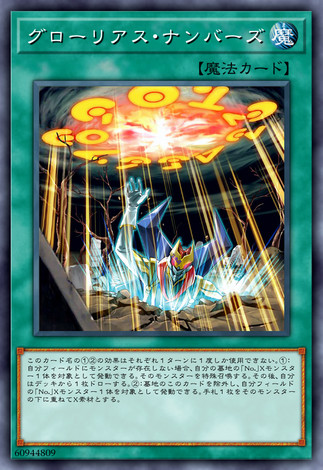 グローリアス・ナンバーズ 魔
【魔法カード】
このカード名の①②の効果はそれぞれ1ターンに1度しか使用できない。①:
自分フィールドにモンスターが存在しない場合、自分の墓地の「No.」Xモンス
ター1体を対象として発動できる。そのモンスターを特殊召喚する。その後、自分
はデッキから1枚ドローする。②:墓地のこのカードを除外し、自分フィールド
の「No.」Xモンスター1体を対象として発動できる。手札1枚をそのモンスター
の下に重ねてX素材とする。
60944809